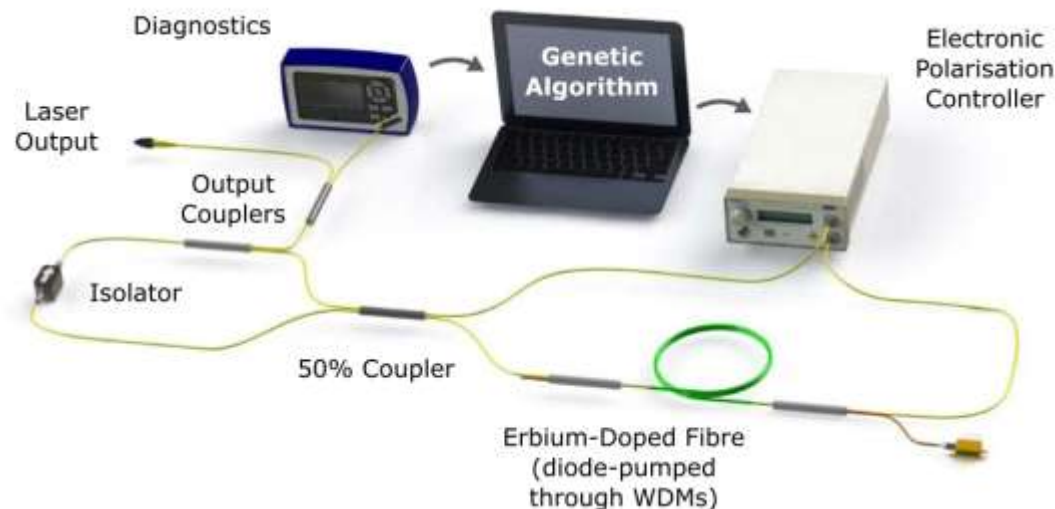 Diagnostics
Genetic
Algorithm
Electronic
Polarisation
Controller
Laser
Output
Output
Couplers
Isolator
50% Coupler
Erbium-Doped Fibre
(diode-pumped
through WDMs)